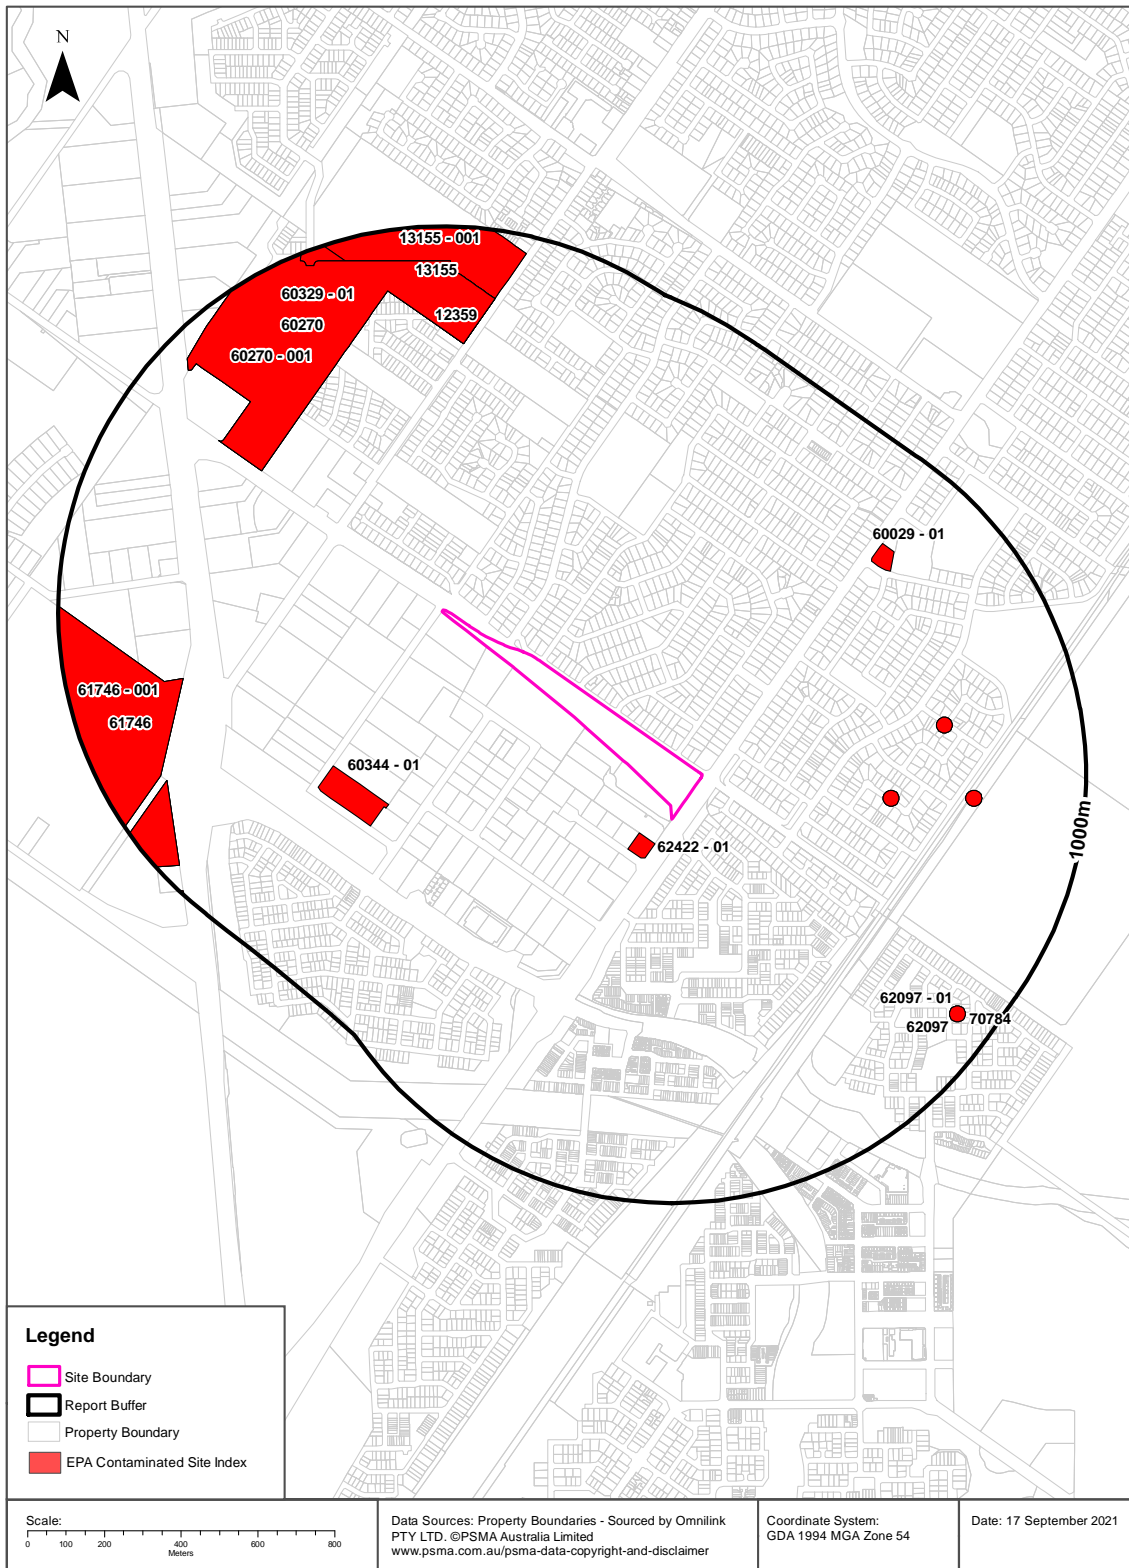 N
13155 - 001
13155
60329 - 01
12359
60270
60270 - 001
60029 - 01
61746 - 001
61746
60344 - 01
62422 - 01
1000m
62097 - 01
70784
62097
Legend
Site Boundary
Report Buffer
Property Boundary
EPA Contaminated Site Index
Scale:
0 100 200 400 600 800
Meters
Data Sources: Property Boundaries - Sourced by Omnilink
PTY LTD. ©PSMA Australia Limited
www.psma.com.au/psma-data-copyright-and-disclaimer
Coordinate System:
GDA 1994 MGA Zone 54
Date: 17 September 2021